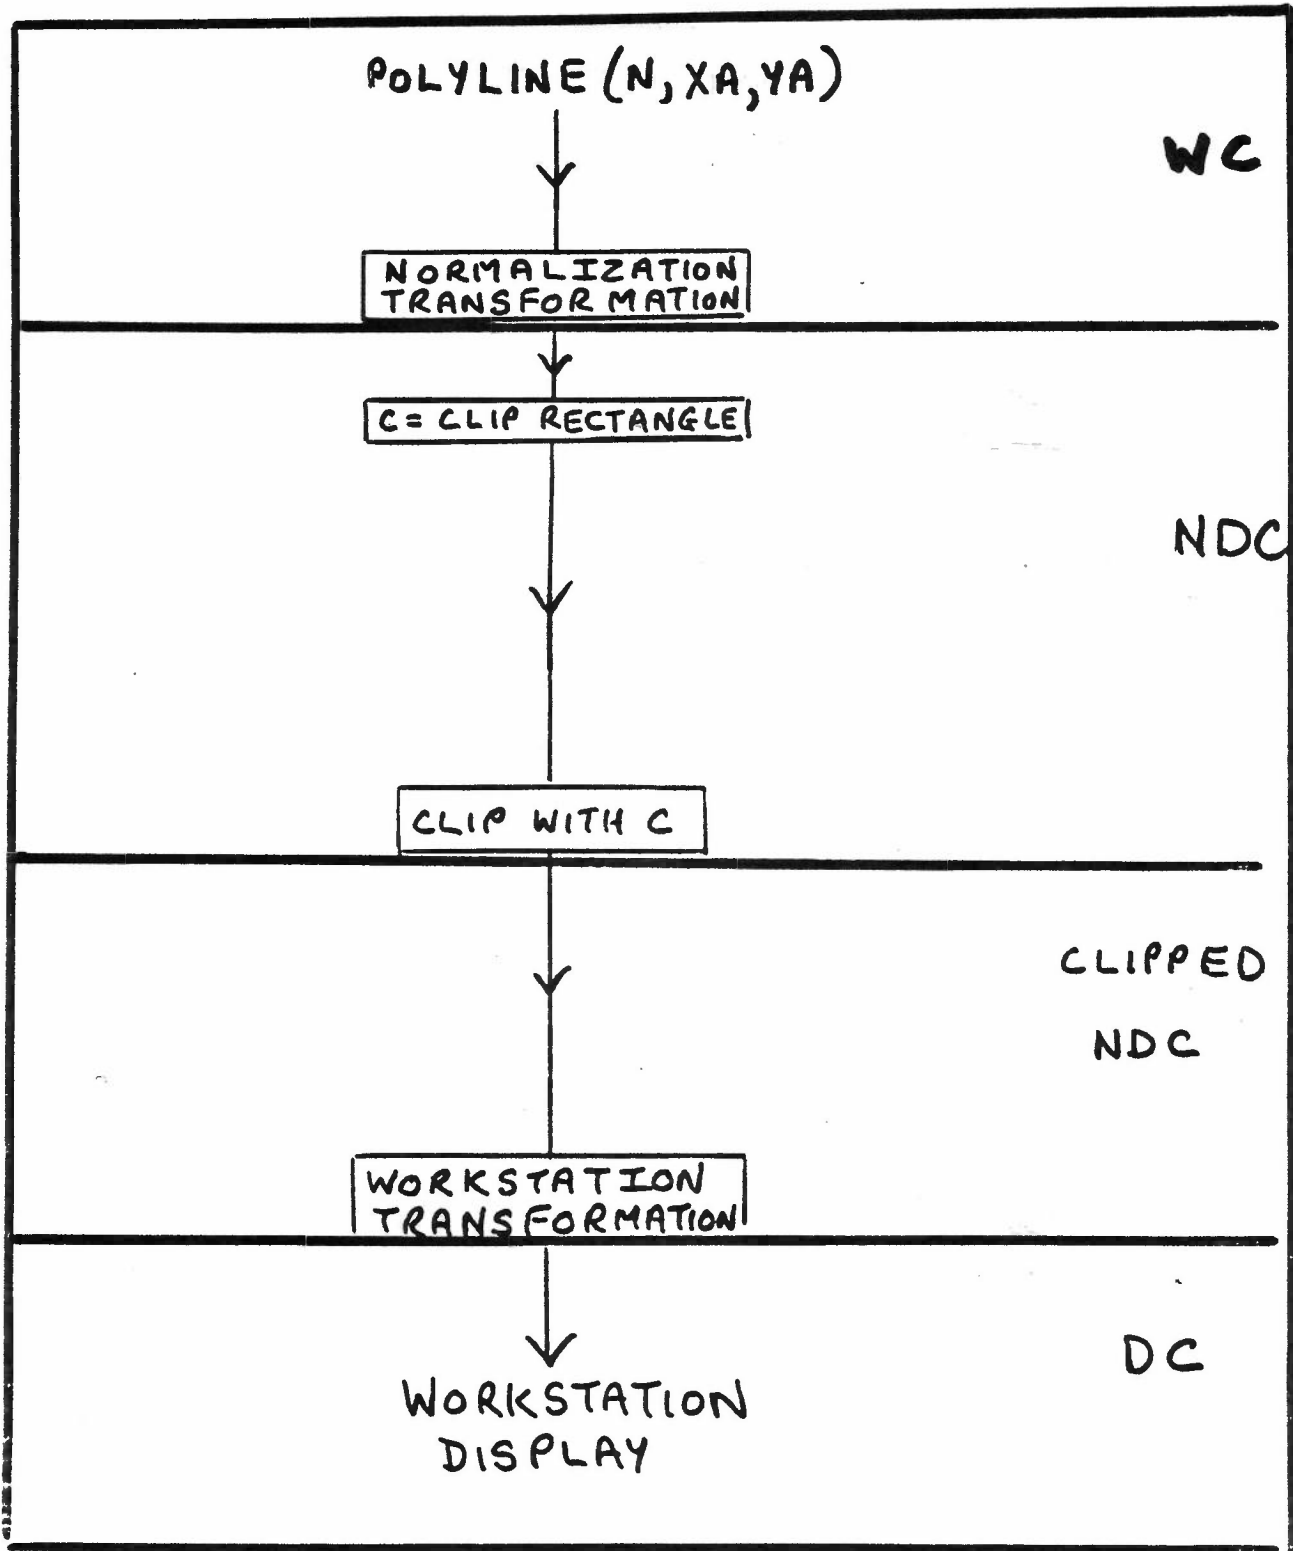 POLYLINE (N, XA, YA)
WC
NORMALIZATION
TRANSFORMATION
C = CLIP RECTANGLE
NDC
CLIP WITH C
CLIPPED
NDC
WORKSTATION
TRANSFORMATION
DC
WORKSTATION
DISPLAY